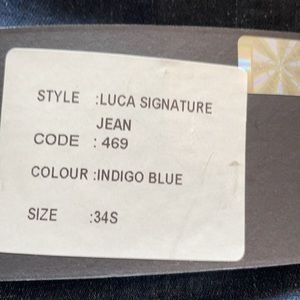 STYLE :LUCA SIGNATURE
JEAN
CODE : 469
COLOUR :INDIGO BLUE
SIZE :34S